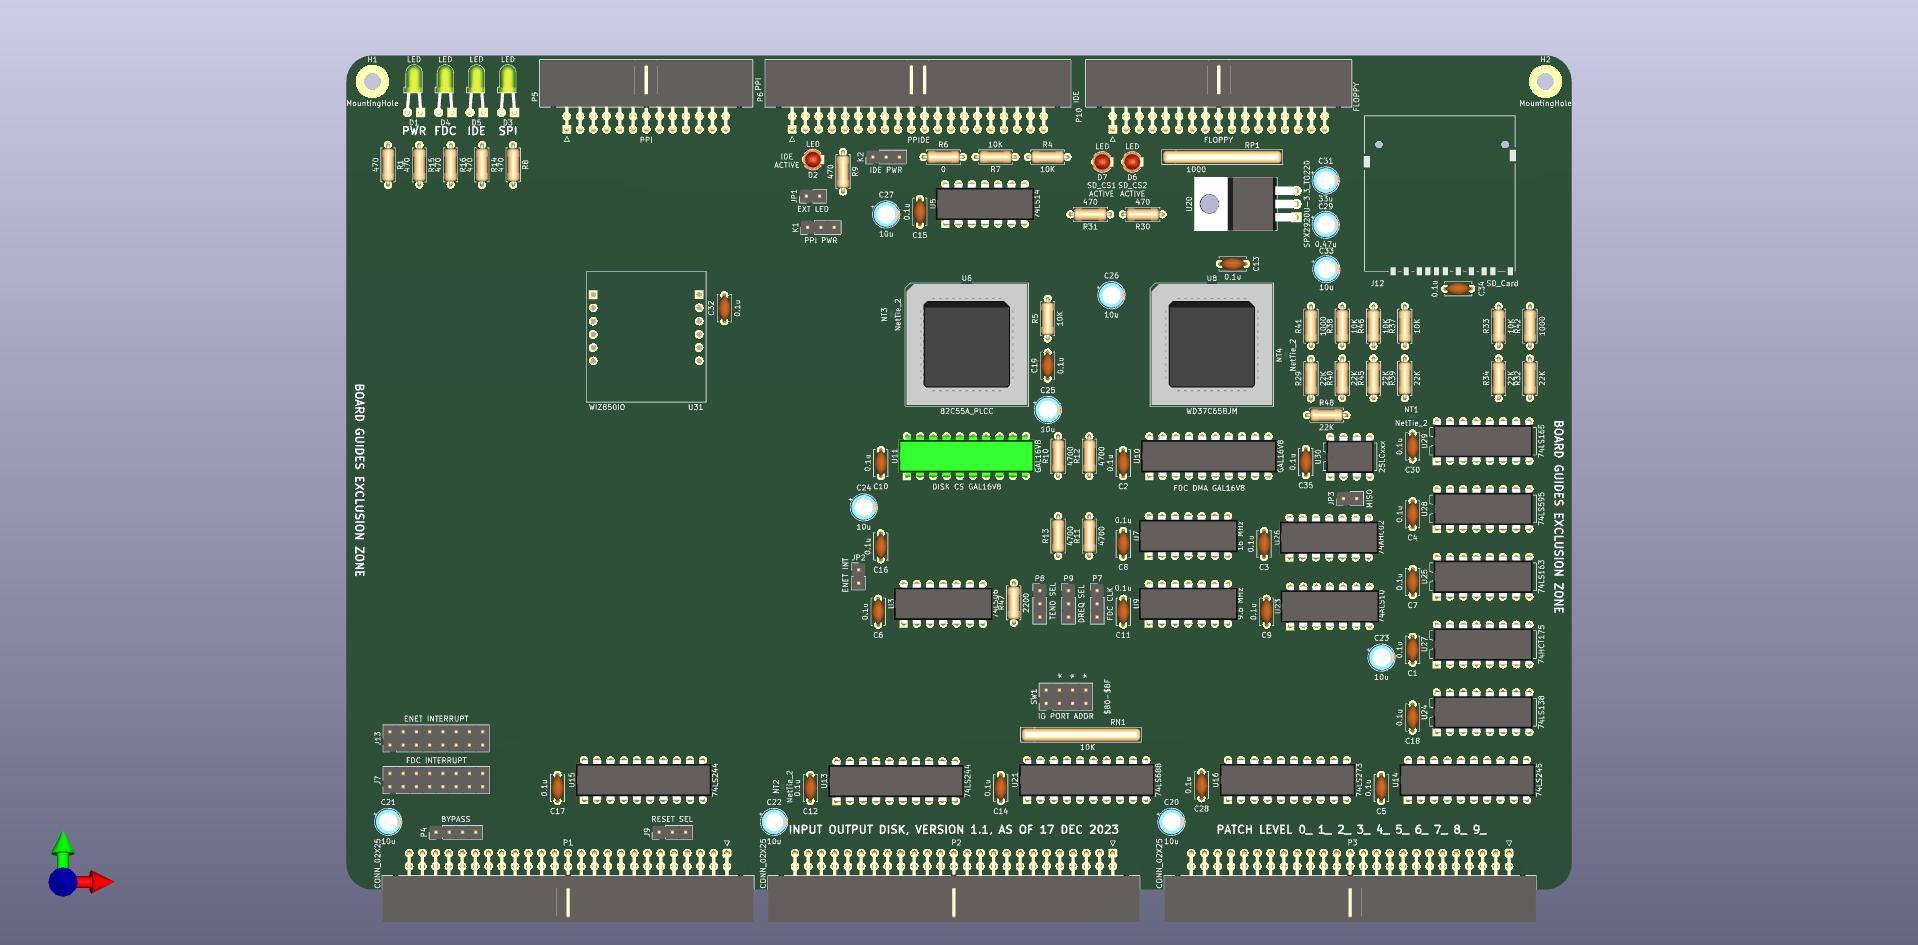 H1
MountingHole
LED LED LED LED
D1 D4 D5 D3
PWR FDC IDE SPI
470 R1 470 R15 470 R16 470 R14 R8
P5
PPI
P6 PPI
PPIDE
P10 IDE
FLOPPY
FLOPPY
H2
MountingHole
IDE
ACTIVE
LED
D2
470
R9
K2
IDE PWR
R6
0
10K
R7
R4
10K
JP1
EXT LED
K1
PPI PWR
C27
10u
0.1u
C15
U5
74LS14
LED LED
D7 D6
SD_CS1 SD_CS2
ACTIVE ACTIVE
470 470
R31 R30
RP1
1000
U20
SPX2920U-3.3_TO220
C31
33u
C29
0.47u
C33
10u
C13
0.1u
J12
SD_Card
0.1u
C34
C32
0.1u
WIZ850IO
U31
NT3
NetTie_2
U6
82C55A_PLCC
R5
10K
C19
0.1u
C25
10u
C26
10u
U8
WD37C65BJM
NT4
NetTie_2
R41 1000 R38 10K R46 10K R37 10K
R33 10K R42 1000
R29 22K R40 22K R45 22K R39 22K
R34 22K R32 22K
R48
22K
NT1
NetTie_2
BOARD GUIDES EXCLUSION ZONE
BOARD GUIDES EXCLUSION ZONE
0.1u
C10
U11
GAL16V8
DISK CS GAL16V8
R10
4700
R12
4700
0.1u
C2
U10
GAL16V8
FDC DMA GAL16V8
0.1u
C35
U30
25LCxxx
JP3
MISO
0.1u
C30
U29
74LS165
C24
10u
0.1u
C16
R13
4700
R11
4700
0.1u
C8
U7
16 MHz
0.1u
C3
U26
74AHC02
0.1u
C4
U28
74LS595
JP2
ENET INT
0.1u
C6
U3
74LS06
R47
2200
P8
TEND SEL
P9
DREQ SEL
P7
FDC CLK
0.1u
C11
U9
9.6 MHz
0.1u
C9
U23
74ALS10
0.1u
C7
U25
74LS163
C23
10u
0.1u
C1
U27
74HCT175
* * *
SW1
IO PORT ADDR
$80-$8F
RN1
10K
0.1u
C18
U24
74LS138
ENET INTERRUPT
J13
FDC INTERRUPT
J7
0.1u
C17
U15
74LS244
NT2
NetTie_2
0.1u
C12
U13
74LS244
0.1u
C14
U21
74LS688
0.1u
C28
U16
74LS273
0.1u
C5
U14
74LS245
C21
10u
BYPASS
P4
RESET SEL
J9
C22
10u
INPUT OUTPUT DISK, VERSION 1.1, AS OF 17 DEC 2023
C20
10u
PATCH LEVEL 0_ 1_ 2_ 3_ 4_ 5_ 6_ 7_ 8_ 9_
CONN_02X25
P1
CONN_02X25
P2
CONN_02X25
P3